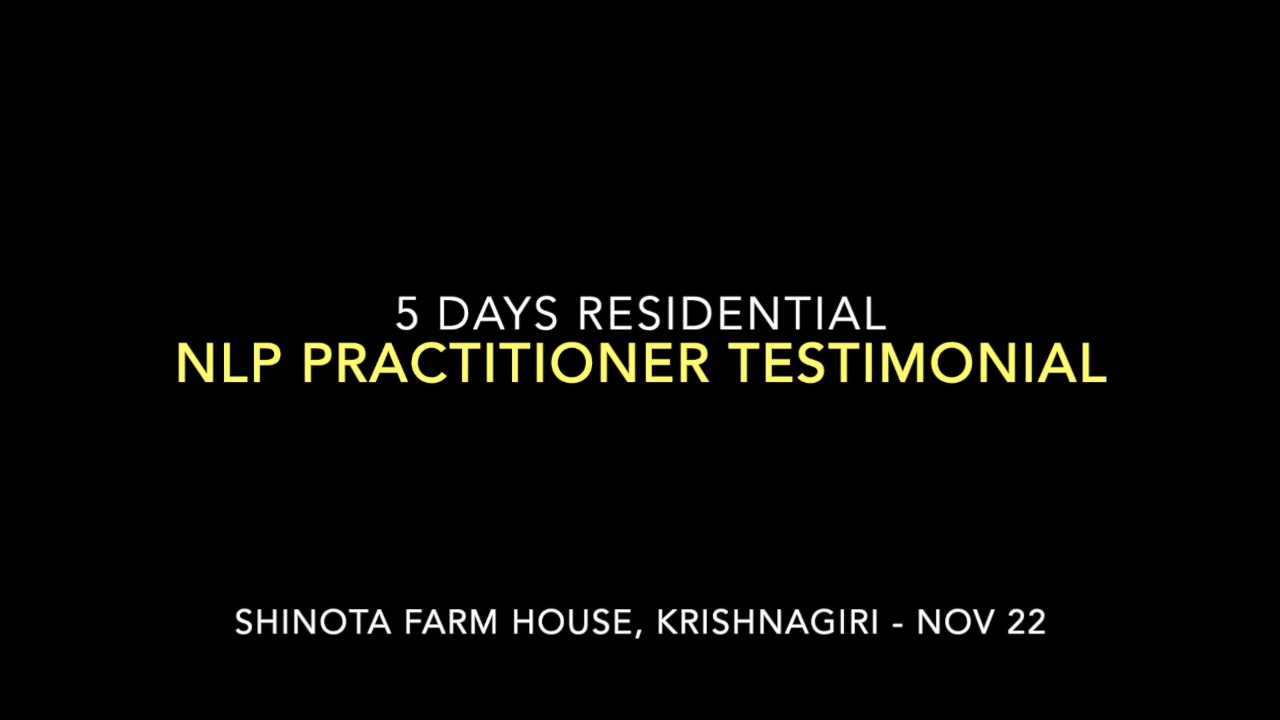 5 DAYS RESIDENTIAL
NLP PRACTITIONER TESTIMONIAL
SHINOTA FARM HOUSE, KRISHNAGIRI - NOV 22